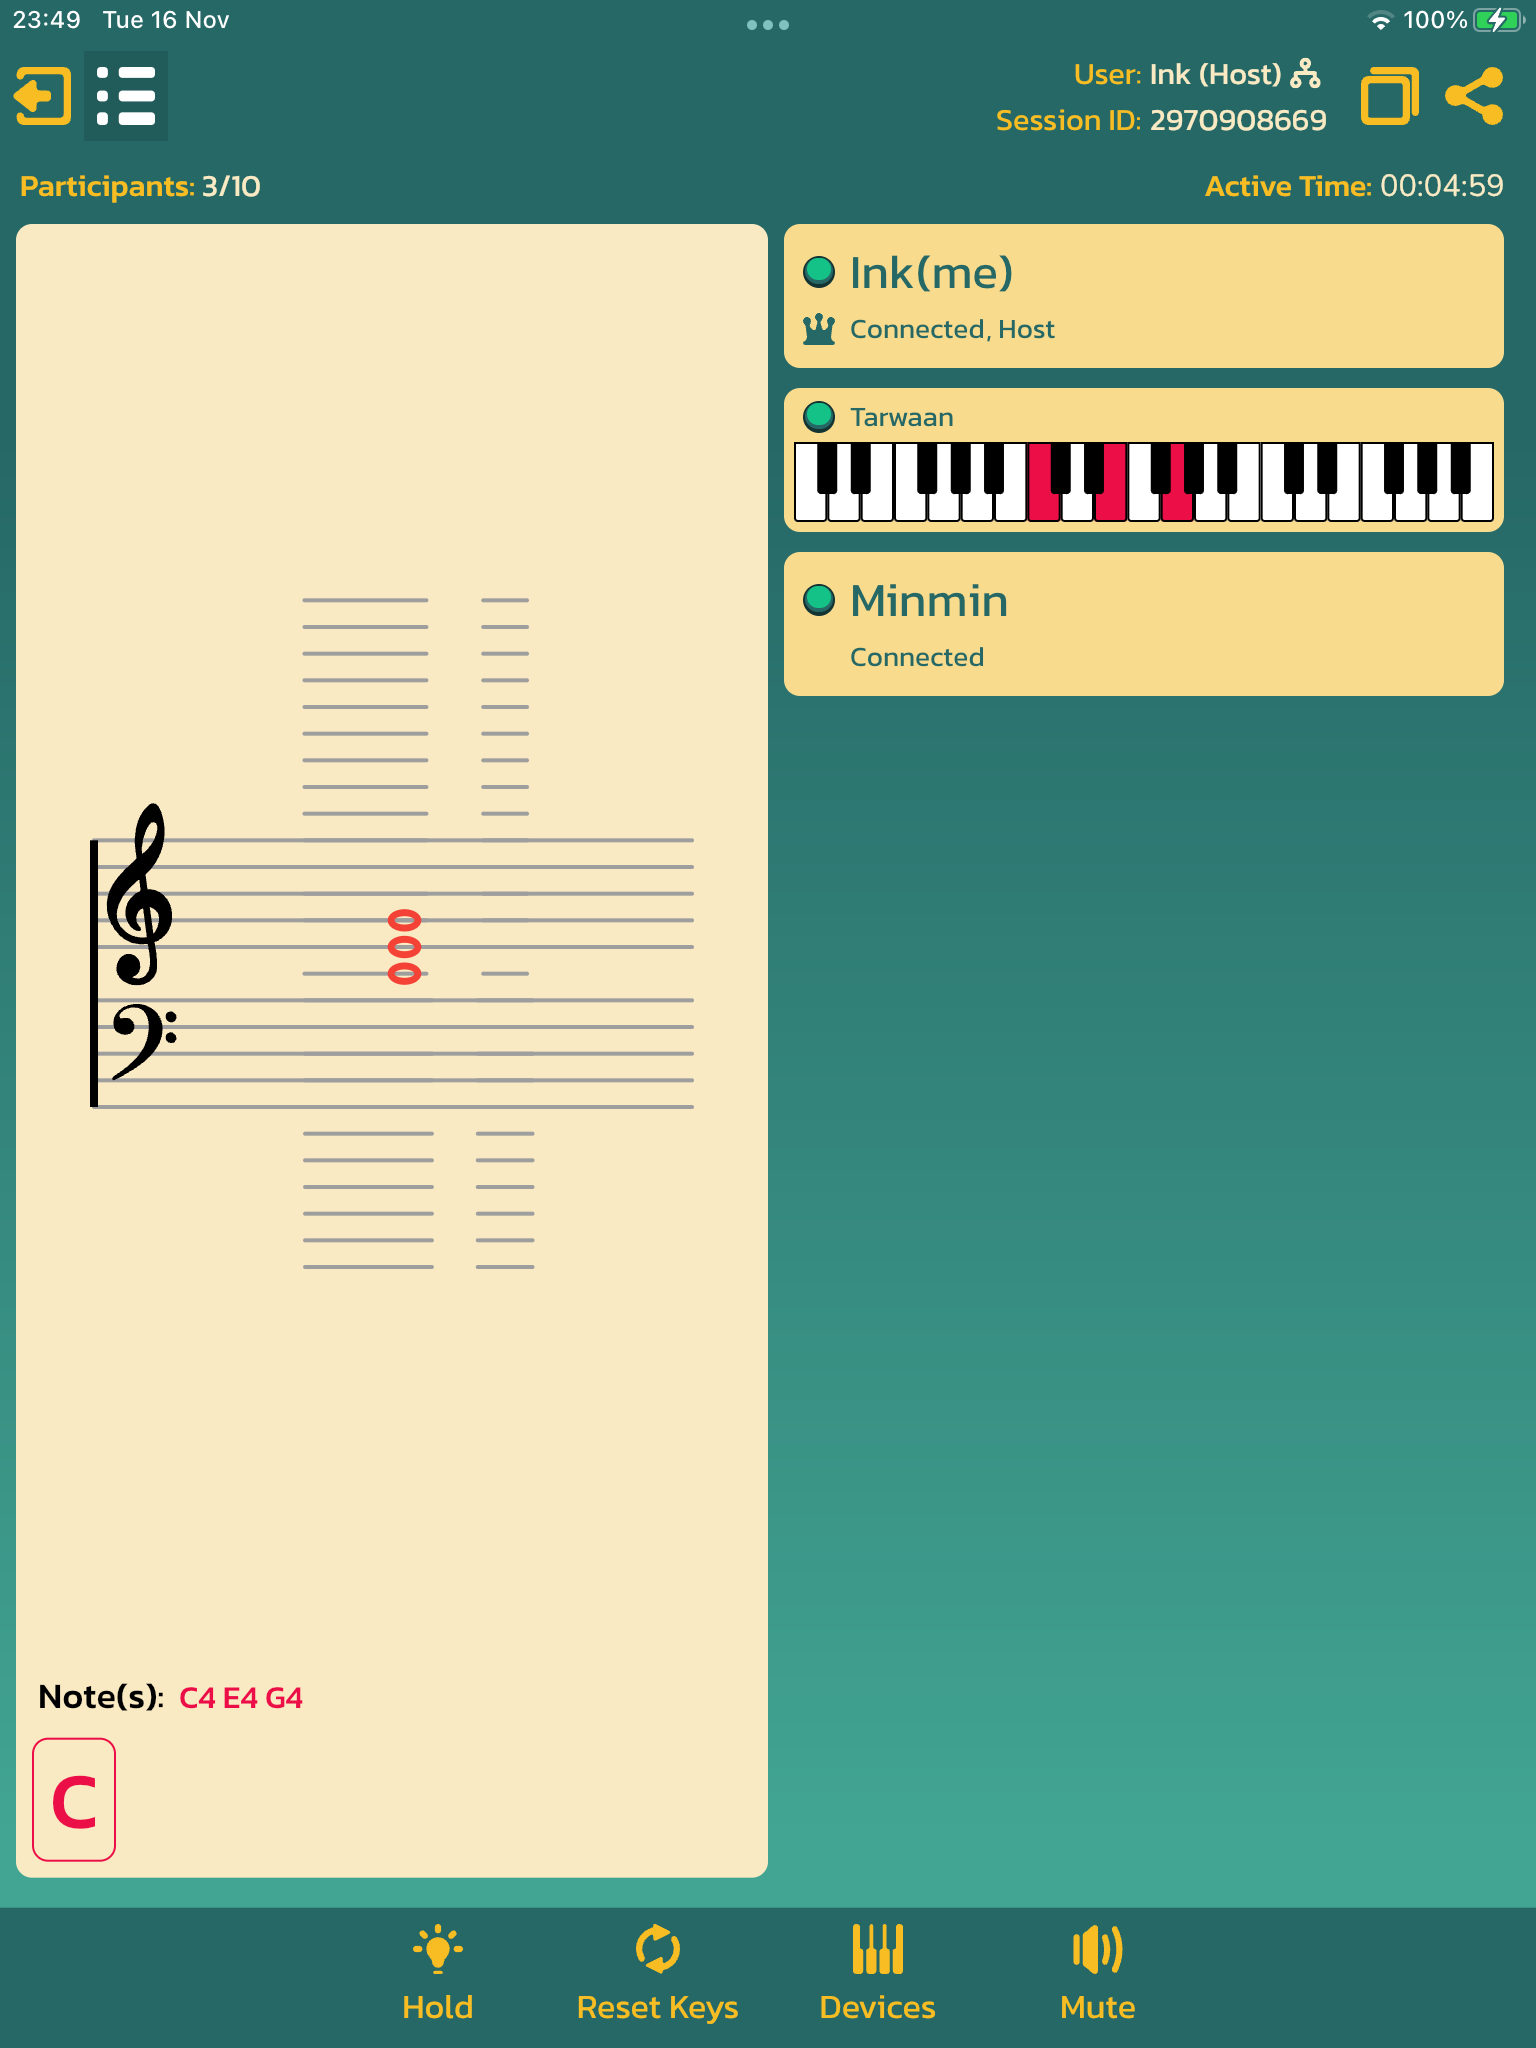 23:49 Tue 16 Nov
100%
User: Ink (Host)
Session ID: 2970908669
Participants: 3/10
Active Time: 00:04:59
Ink(me)
Connected, Host
Tarwaan
Minmin
Connected
Note(s): C4 E4 G4
C
Hold
Reset Keys
Devices
Mute